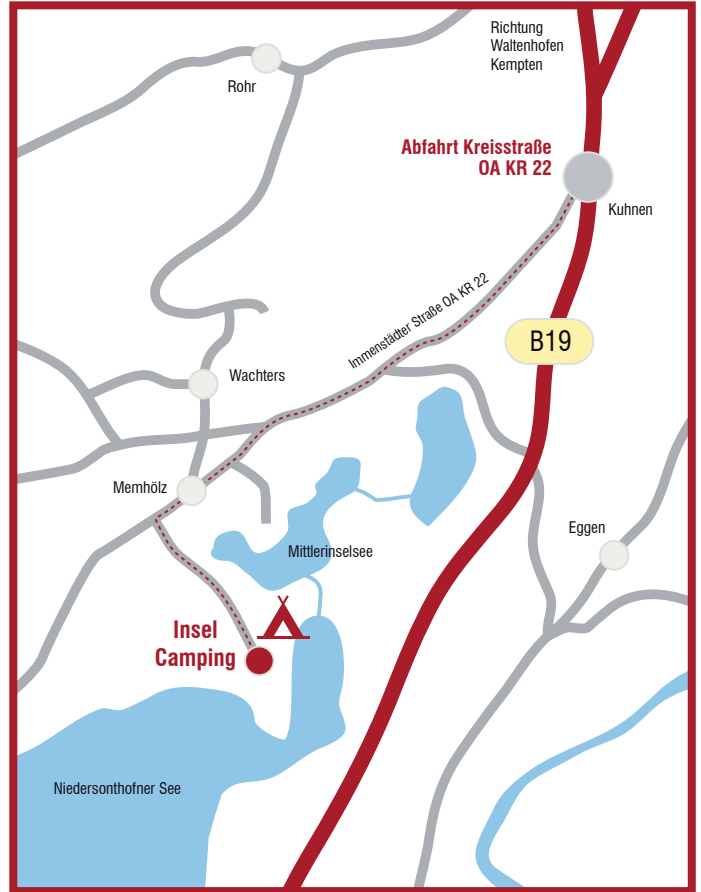 Richtung
Waltenhofen
Kempten
Rohr
Abfahrt Kreisstraße
OA KR 22
Kuhnen
Immenstädter Straße OA KR 22
B19
Wachters
Memhölz
Eggen
Mittlerinselsee
Insel
Camping
Niedersonthofner See